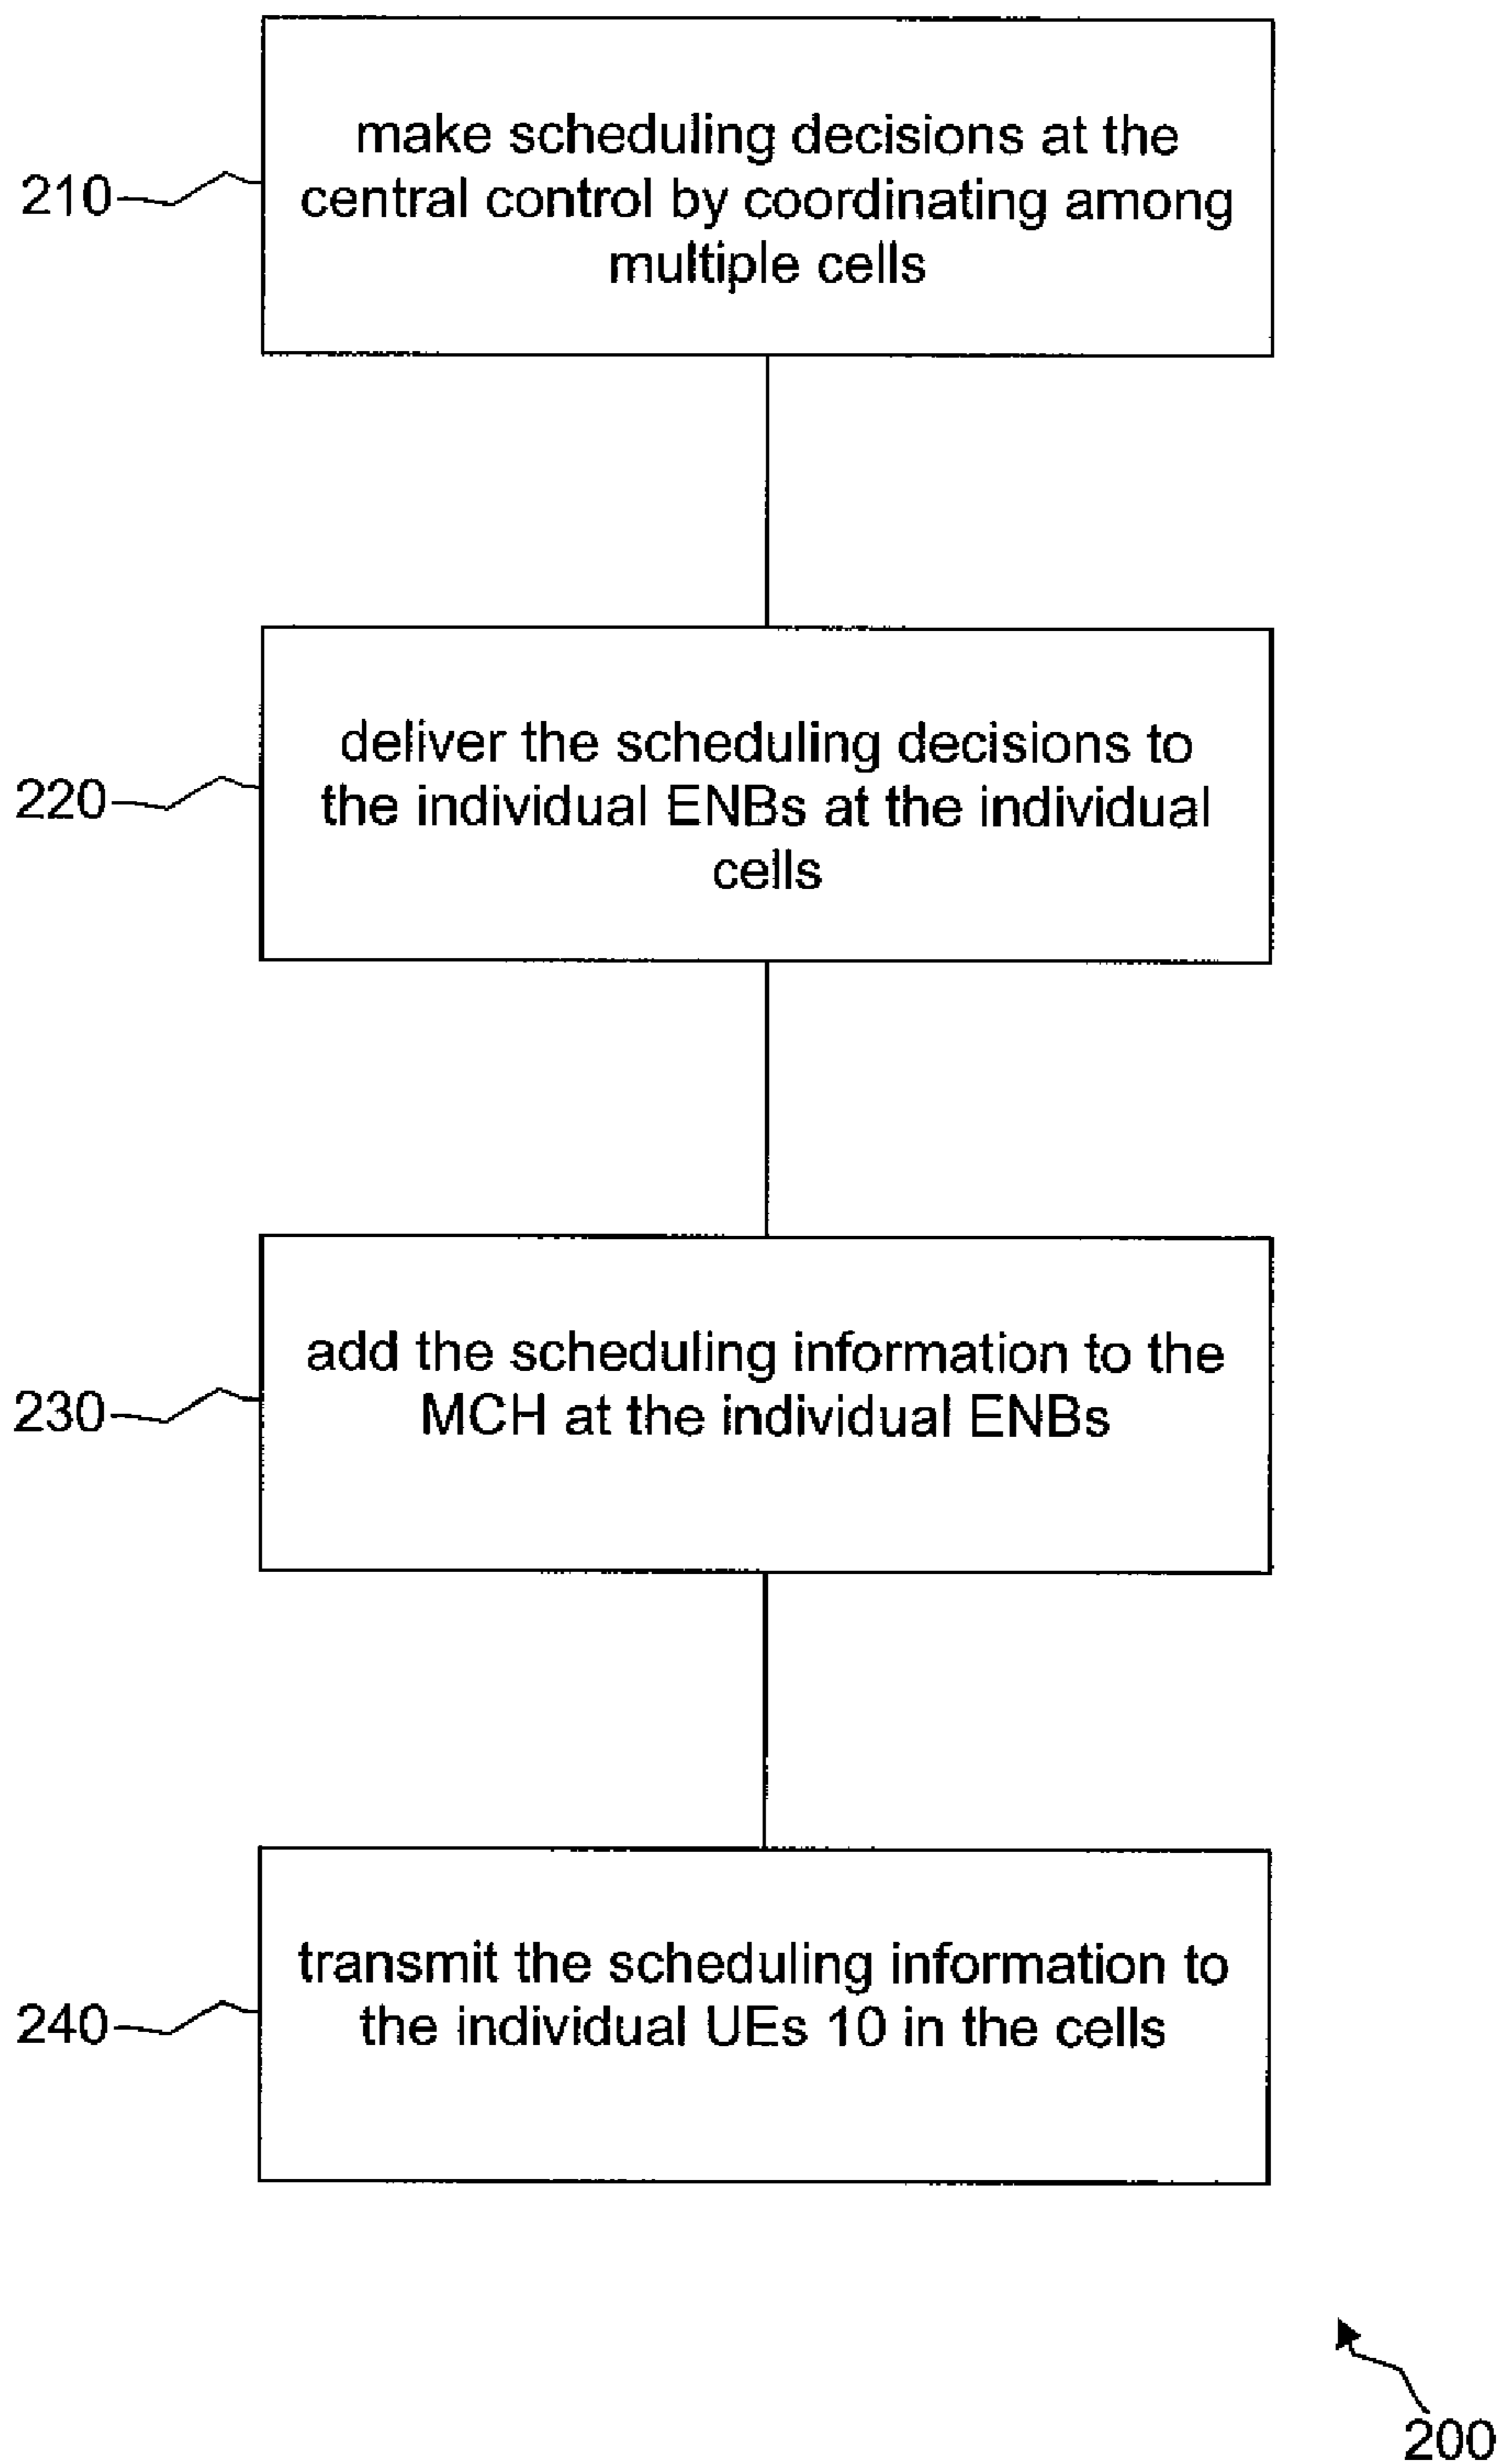 make scheduling decisions at the
central control by coordinating among
multiple cells
210
deliver the scheduling decisions to
the individual ENBs at the individual
cells
220
add the scheduling information to the
MCH at the individual ENBs
230
transmit the scheduling information to
the individual UEs 10 in the cells
240
200